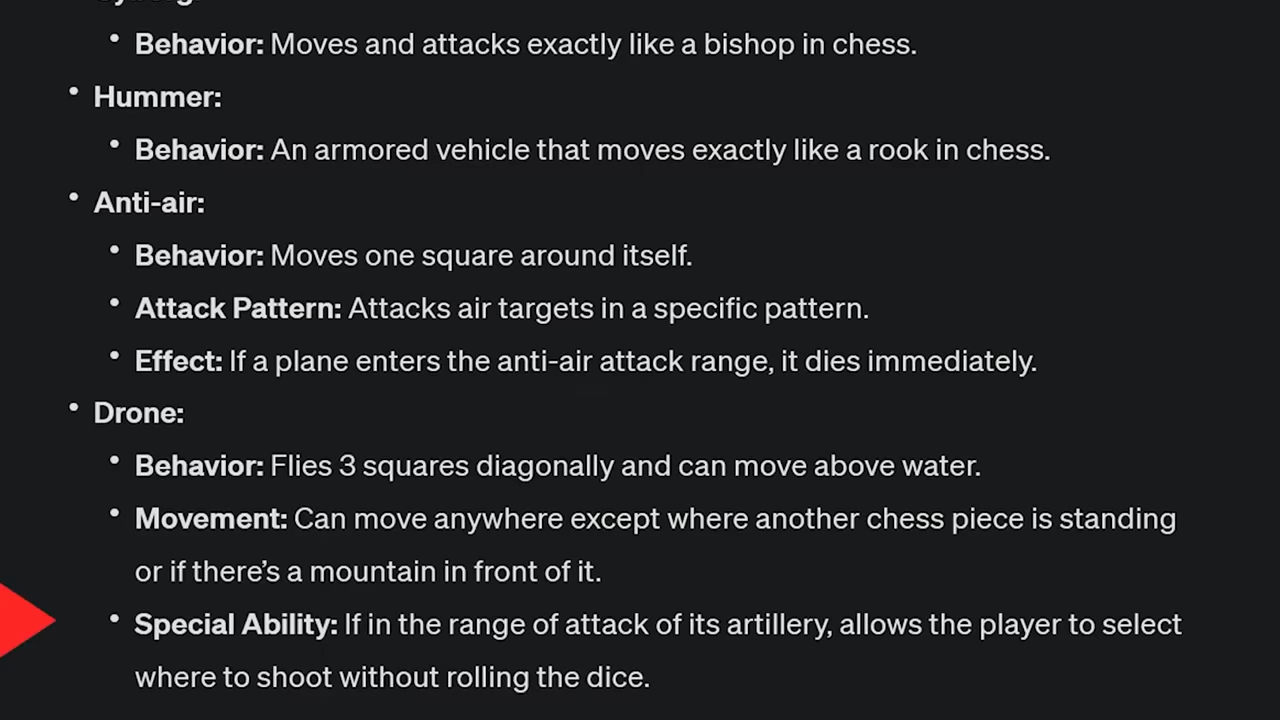 • Behavior: Moves and attacks exactly like a bishop in chess.
• Hummer:
• Behavior: An armored vehicle that moves exactly like a rook in chess.
• Anti-air:
• Behavior: Moves one square around itself.
• Attack Pattern: Attacks air targets in a specific pattern.
• Effect: If a plane enters the anti-air attack range, it dies immediately.
• Drone:
• Behavior: Flies 3 squares diagonally and can move above water.
• Movement: Can move anywhere except where another chess piece is standing
or if there’s a mountain in front of it.
• Special Ability: If in the range of attack of its artillery, allows the player to select
where to shoot without rolling the dice.